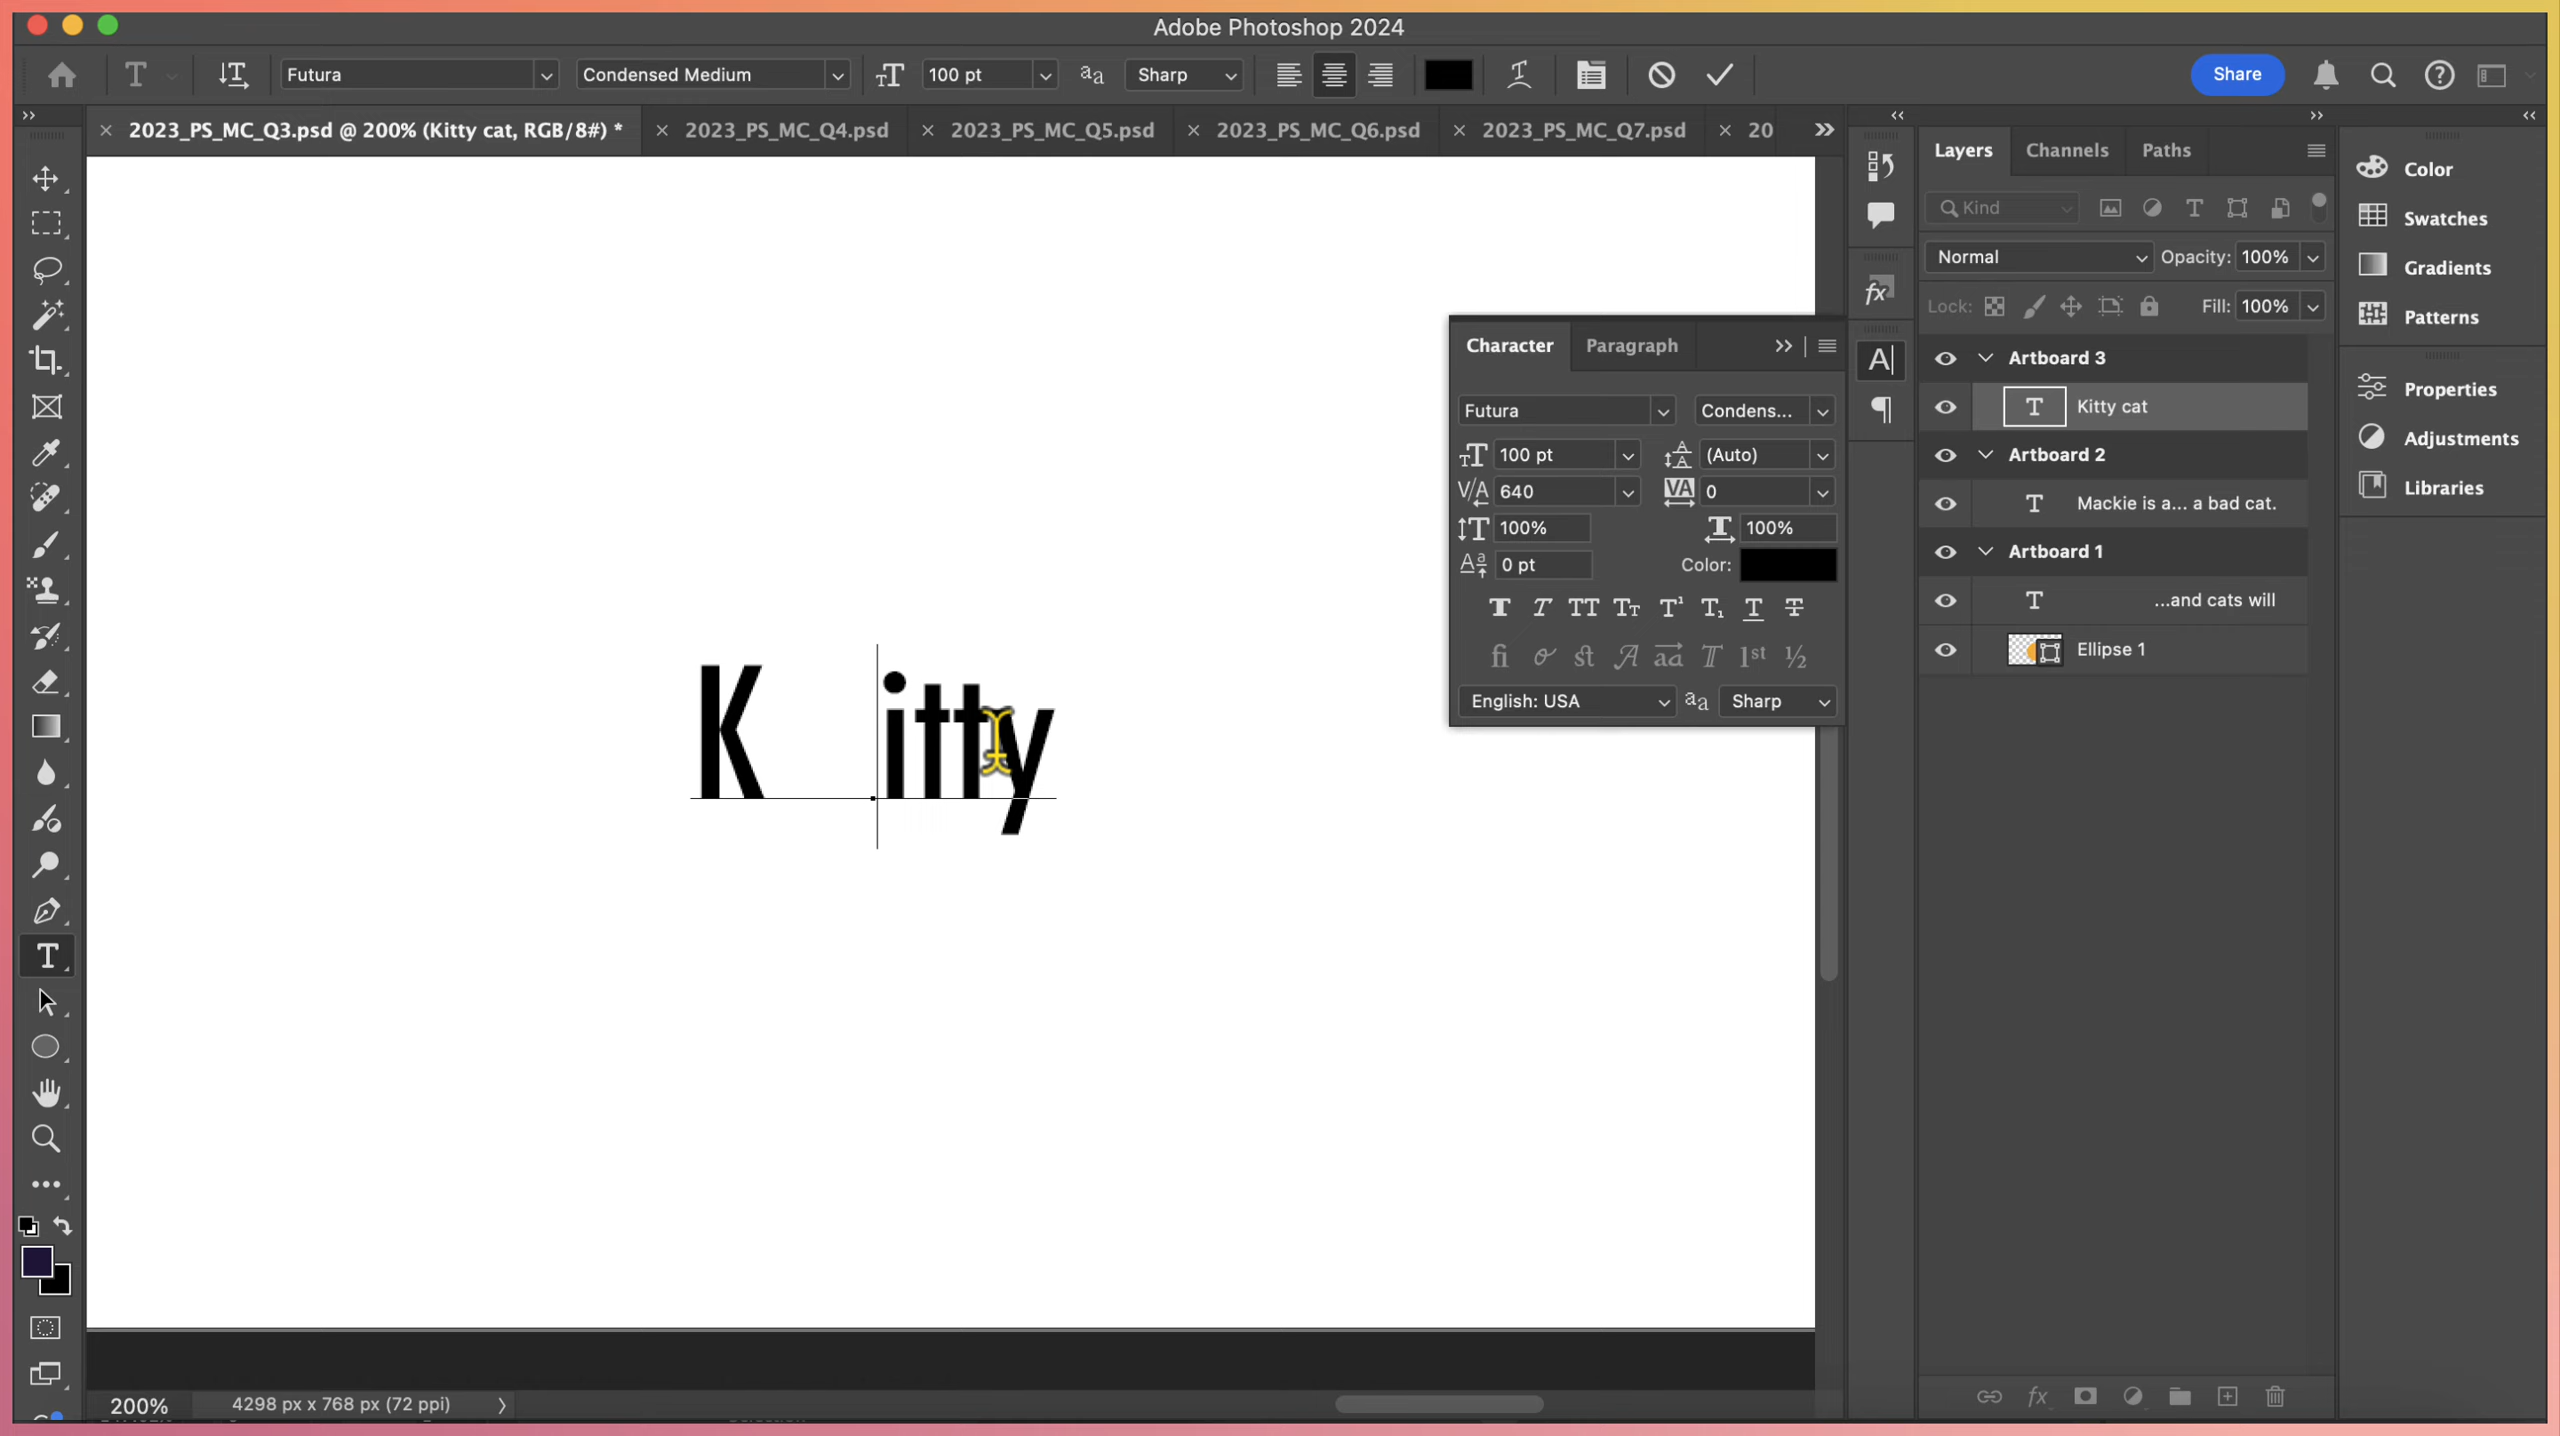 Adobe Photoshop 2024
Futura Condensed Medium 100 pt Sharp Share
2023_PS_MC_Q3.psd @ 200% (Kitty cat, RGB/8#) * 2023_PS_MC_Q4.psd 2023_PS_MC_Q5.psd 2023_PS_MC_Q6.psd 2023_PS_MC_Q7.psd 20
Layers Channels Paths
Kind
Normal Opacity: 100%
Lock: Fill: 100%
Artboard 3
Kitty cat
Artboard 2
Mackie is a... a bad cat.
Artboard 1
...and cats will
Ellipse 1
Color
Swatches
Gradients
Patterns
Properties
Adjustments
Libraries
Character Paragraph
Futura Condens...
100 pt (Auto)
640 0
100% 100%
0 pt Color:
English: USA Sharp
K itty
200% 4298 px x 768 px (72 ppi)